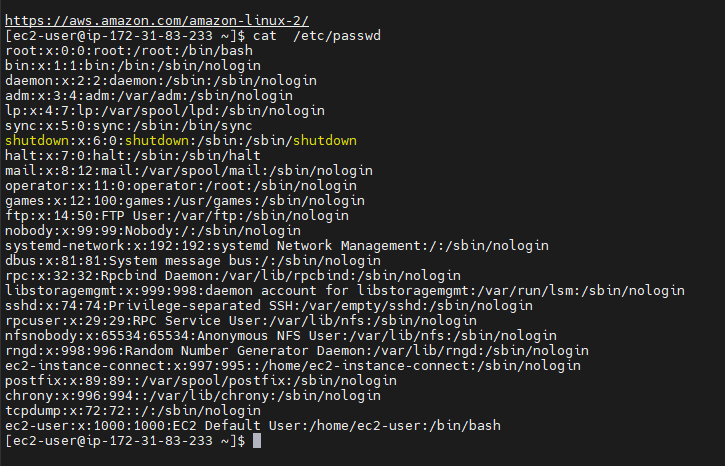 https://aws.amazon.com/amazon-linux-2/
[ec2-user@ip-172-31-83-233 ~]$ cat  /etc/passwd
root:x:0:0:root:/root:/bin/bash
bin:x:1:1:bin:/bin:/sbin/nologin
daemon:x:2:2:daemon:/sbin:/sbin/nologin
adm:x:3:4:adm:/var/adm:/sbin/nologin
lp:x:4:7:lp:/var/spool/lpd:/sbin/nologin
sync:x:5:0:sync:/sbin:/bin/sync
shutdown:x:6:0:shutdown:/sbin:/sbin/shutdown
halt:x:7:0:halt:/sbin:/sbin/halt
mail:x:8:12:mail:/var/spool/mail:/sbin/nologin
operator:x:11:0:operator:/root:/sbin/nologin
games:x:12:100:games:/usr/games:/sbin/nologin
ftp:x:14:50:FTP User:/var/ftp:/sbin/nologin
nobody:x:99:99:Nobody:/:/sbin/nologin
systemd-network:x:192:192:systemd Network Management:/:/sbin/nologin
dbus:x:81:81:System message bus:/:/sbin/nologin
rpc:x:32:32:Rpcbind Daemon:/var/lib/rpcbind:/sbin/nologin
libstoragemgmt:x:999:998:daemon account for libstoragemgmt:/var/run/lsm:/sbin/nologin
sshd:x:74:74:Privilege-separated SSH:/var/empty/sshd:/sbin/nologin
rpcuser:x:29:29:RPC Service User:/var/lib/nfs:/sbin/nologin
nfsnobody:x:65534:65534:Anonymous NFS User:/var/lib/nfs:/sbin/nologin
rngd:x:998:996:Random Number Generator Daemon:/var/lib/rngd:/sbin/nologin
ec2-instance-connect:x:997:995::/home/ec2-instance-connect:/sbin/nologin
postfix:x:89:89::/var/spool/postfix:/sbin/nologin
chrony:x:996:994::/var/lib/chrony:/sbin/nologin
tcpdump:x:72:72::/:/sbin/nologin
ec2-user:x:1000:1000:EC2 Default User:/home/ec2-user:/bin/bash
[ec2-user@ip-172-31-83-233 ~]$